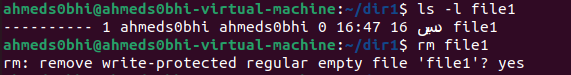 ahmeds0bhi@ahmeds0bhi-virtual-machine:~/dir1$ ls -l file1
---------- 1 ahmeds0bhi ahmeds0bhi 0 16:47 16 file1
ahmeds0bhi@ahmeds0bhi-virtual-machine:~/dir1$ rm file1
rm: remove write-protected regular empty file 'file1'? yes